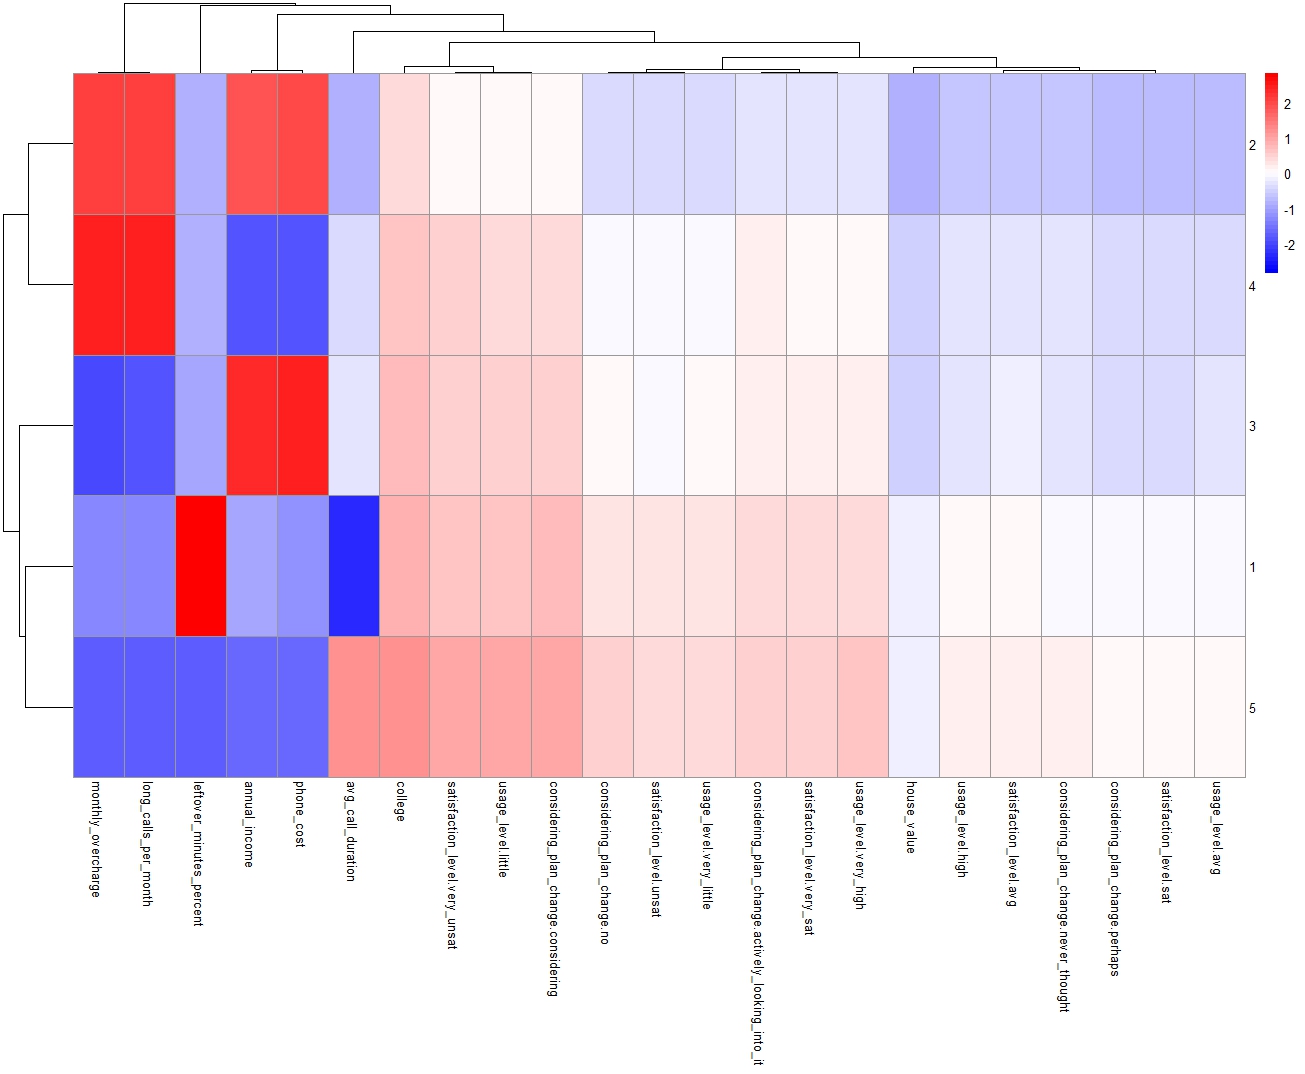 2
1
0
-1
-2
2
4
3
1
5
monthly_overcharge
long_calls_per_month
leftover_minutes_percent
annual_income
phone_cost
avg_call_duration
college
satisfaction_level.very_unsat
usage_level.little
considering_plan_change.considering
considering_plan_change.no
satisfaction_level.unsat
usage_level.very_little
considering_plan_change.actively_looking_into_it
satisfaction_level.very_sat
usage_level.very_high
house_value
usage_level.high
satisfaction_level.avg
considering_plan_change.never_thought
considering_plan_change.perhaps
satisfaction_level.sat
usage_level.avg